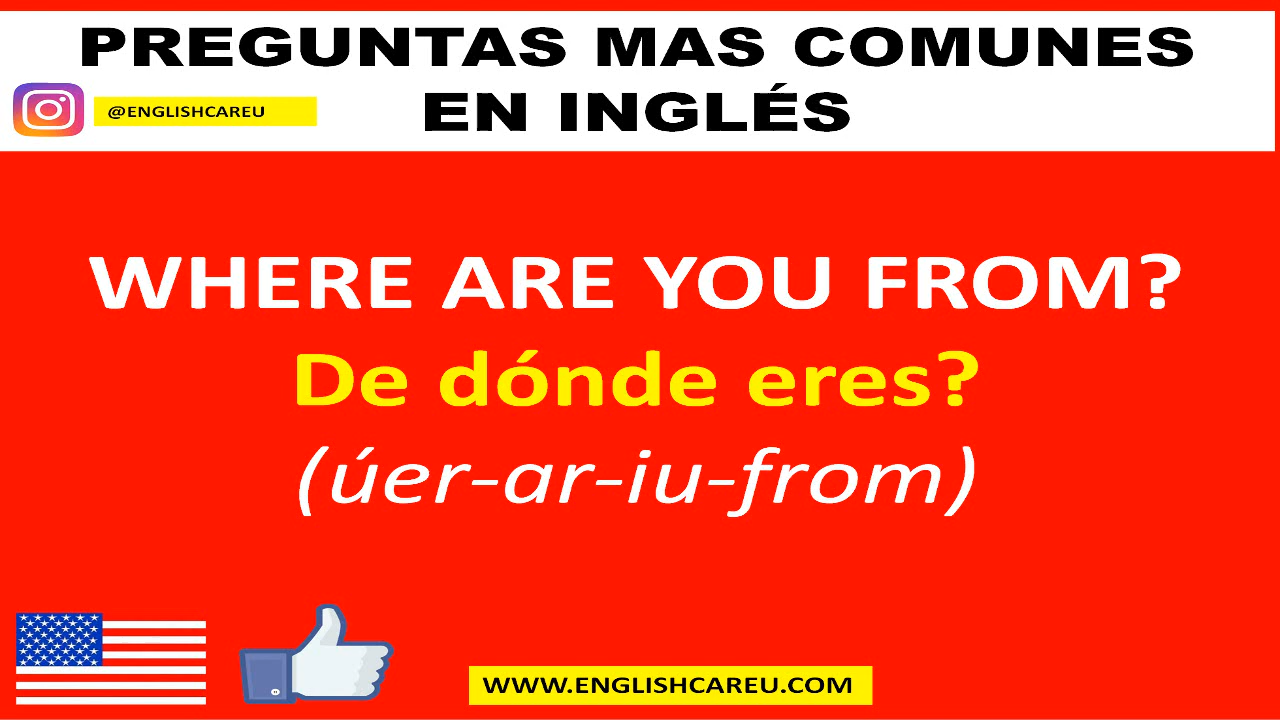 PREGUNTAS MAS COMUNES
EN INGLÉS
@ENGLISHCAREU
WHERE ARE YOU FROM?
De dónde eres?
(úer-ar-iu-from)
WWW.ENGLISHCAREU.COM